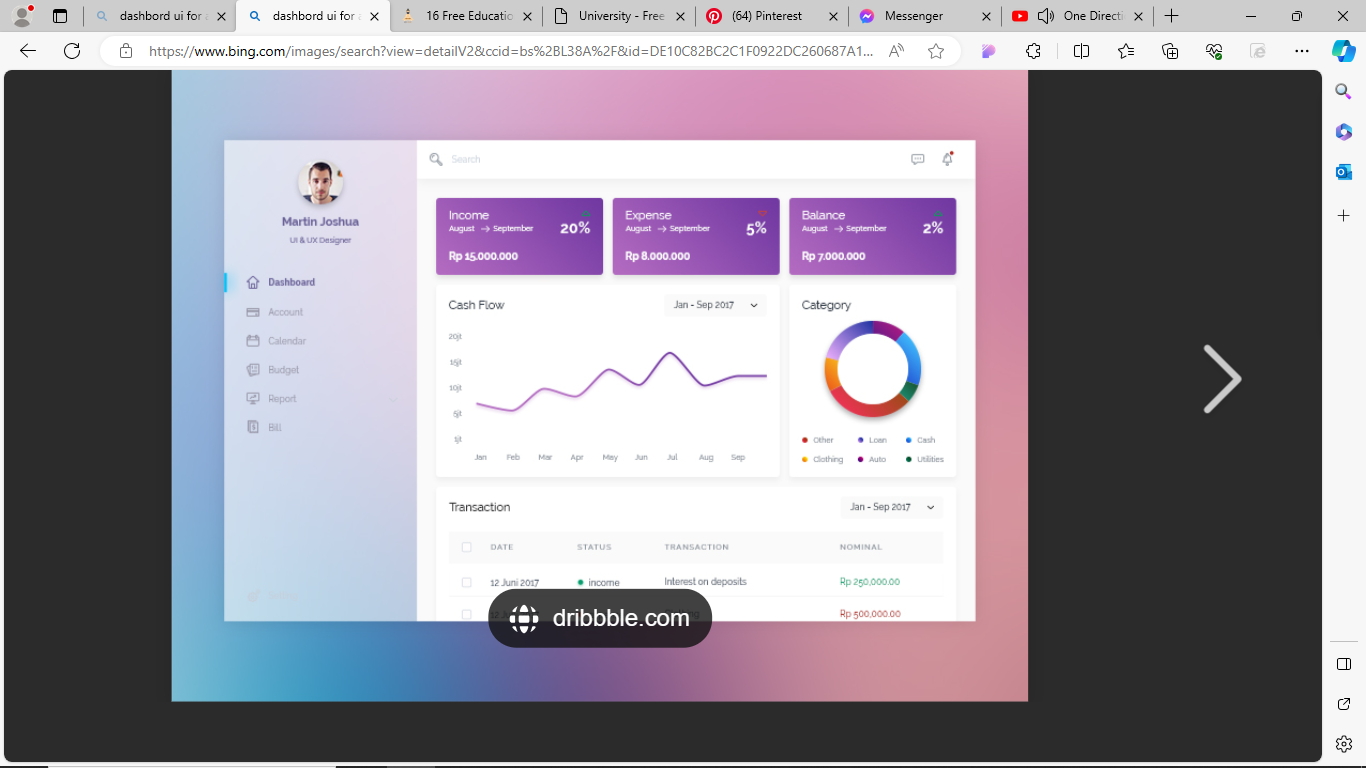 dashbord ui for a
dashbord ui for a
16 Free Educatio
University - Free
(64) Pinterest
Messenger
One Directi
https://www.bing.com/images/search?view=detailV2&ccid=bs%2BL38A%2F&id=DE10C82BC2C1F0922DC260687A1...
Martin Joshua
UI & UX Designer
Dashboard
Account
Calendar
Budget
Report
Bill
Search
Income
August → September
20%
Rp 15.000.000
Expense
August → September
5%
Rp 8.000.000
Balance
August → September
2%
Rp 7.000.000
Cash Flow
Jan - Sep 2017
20jt
15jt
10jt
5jt
1jt
Jan Feb Mar Apr May Jun Jul Aug Sep
Category
Other Loan Cash
Clothing Auto Utilities
Transaction
Jan - Sep 2017
DATE STATUS TRANSACTION NOMINAL
12 Juni 2017 income Interest on deposits Rp 250,000.00
Rp 500,000.00
dribbble.com